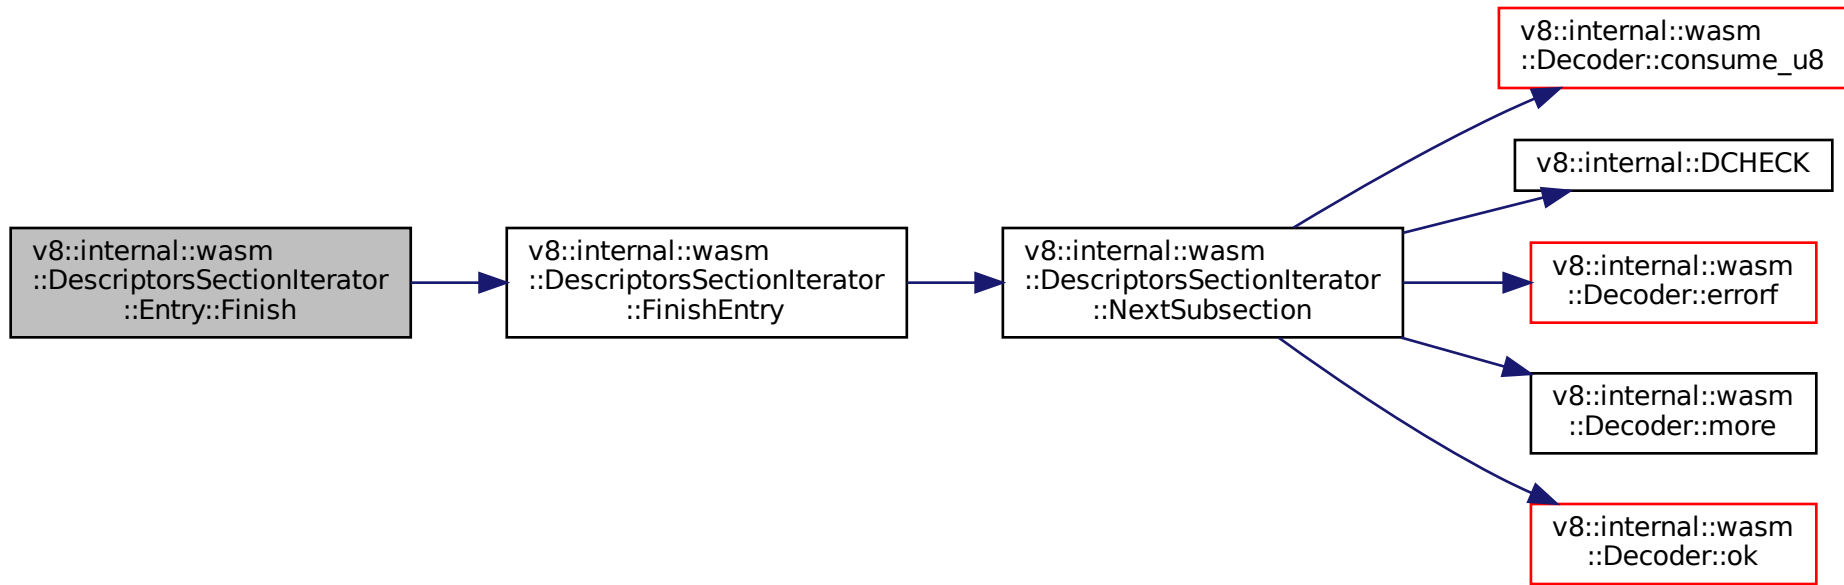 v8::internal::wasm
::DescriptorsSectionIterator
::Entry::Finish
v8::internal::wasm
::DescriptorsSectionIterator
::FinishEntry
v8::internal::wasm
::DescriptorsSectionIterator
::NextSubsection
v8::internal::wasm
::Decoder::consume_u8
v8::internal::DCHECK
v8::internal::wasm
::Decoder::errorf
v8::internal::wasm
::Decoder::more
v8::internal::wasm
::Decoder::ok